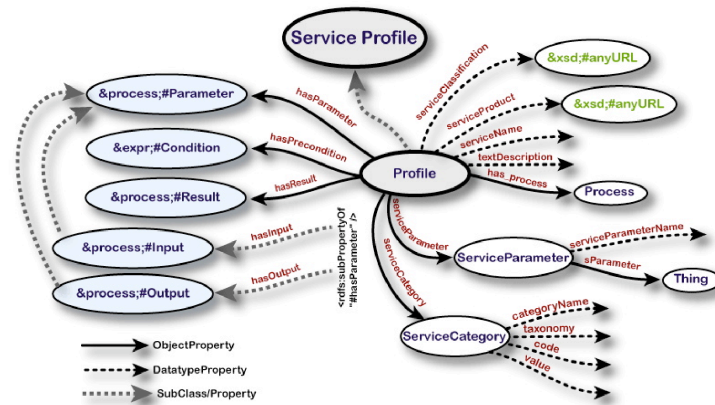 Service Profile
&xsd;#anyURL
serviceClassification
&process;#Parameter
hasParameter
serviceProduct
&xsd;#anyURL
serviceName
&expr;#Condition
hasPrecondition
textDescription
Profile
has_process
&process;#Result
hasResult
Process
serviceParameter
hasInput
<rdfs:subPropertyOf
"#hasParameter" />
serviceParameterName
&process;#Input
serviceCategory
ServiceParameter
sParameter
hasOutput
Thing
&process;#Output
categoryName
taxonomy
ServiceCategory
code
value
ObjectProperty
DatatypeProperty
SubClass/Property